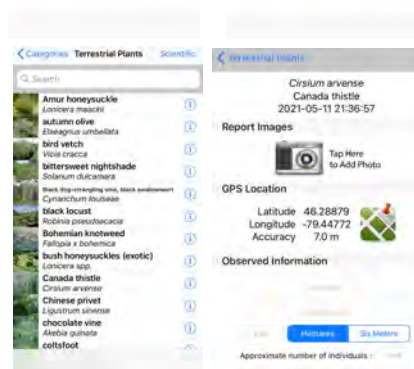 Categories Terrestrial Plants Scientific
Search
Amur honeysuckle
Lonicera maackii
autumn olive
Elaeagnus umbellata
bird vetch
Vicia cracca
bittersweet nightshade
Solanum dulcamara
black dog-strangling vine, black swallowwort
Cynanchum louiseae
black locust
Robinia pseudoacacia
Bohemian knotweed
Fallopia x bohemica
bush honeysuckles (exotic)
Lonicera spp.
Canada thistle
Cirsium arvense
Chinese privet
Ligustrum sinense
chocolate vine
Akebia quinata
coltsfoot
Terrestrial Plants
Cirsium arvense
Canada thistle
2021-05-11 21:36:57
Report Images
Tap Here
to Add Photo
GPS Location
Latitude 46.28879
Longitude -79.44772
Accuracy 7.0 m
Observed Information
Hectares Sq Meters
Approximate number of individuals :